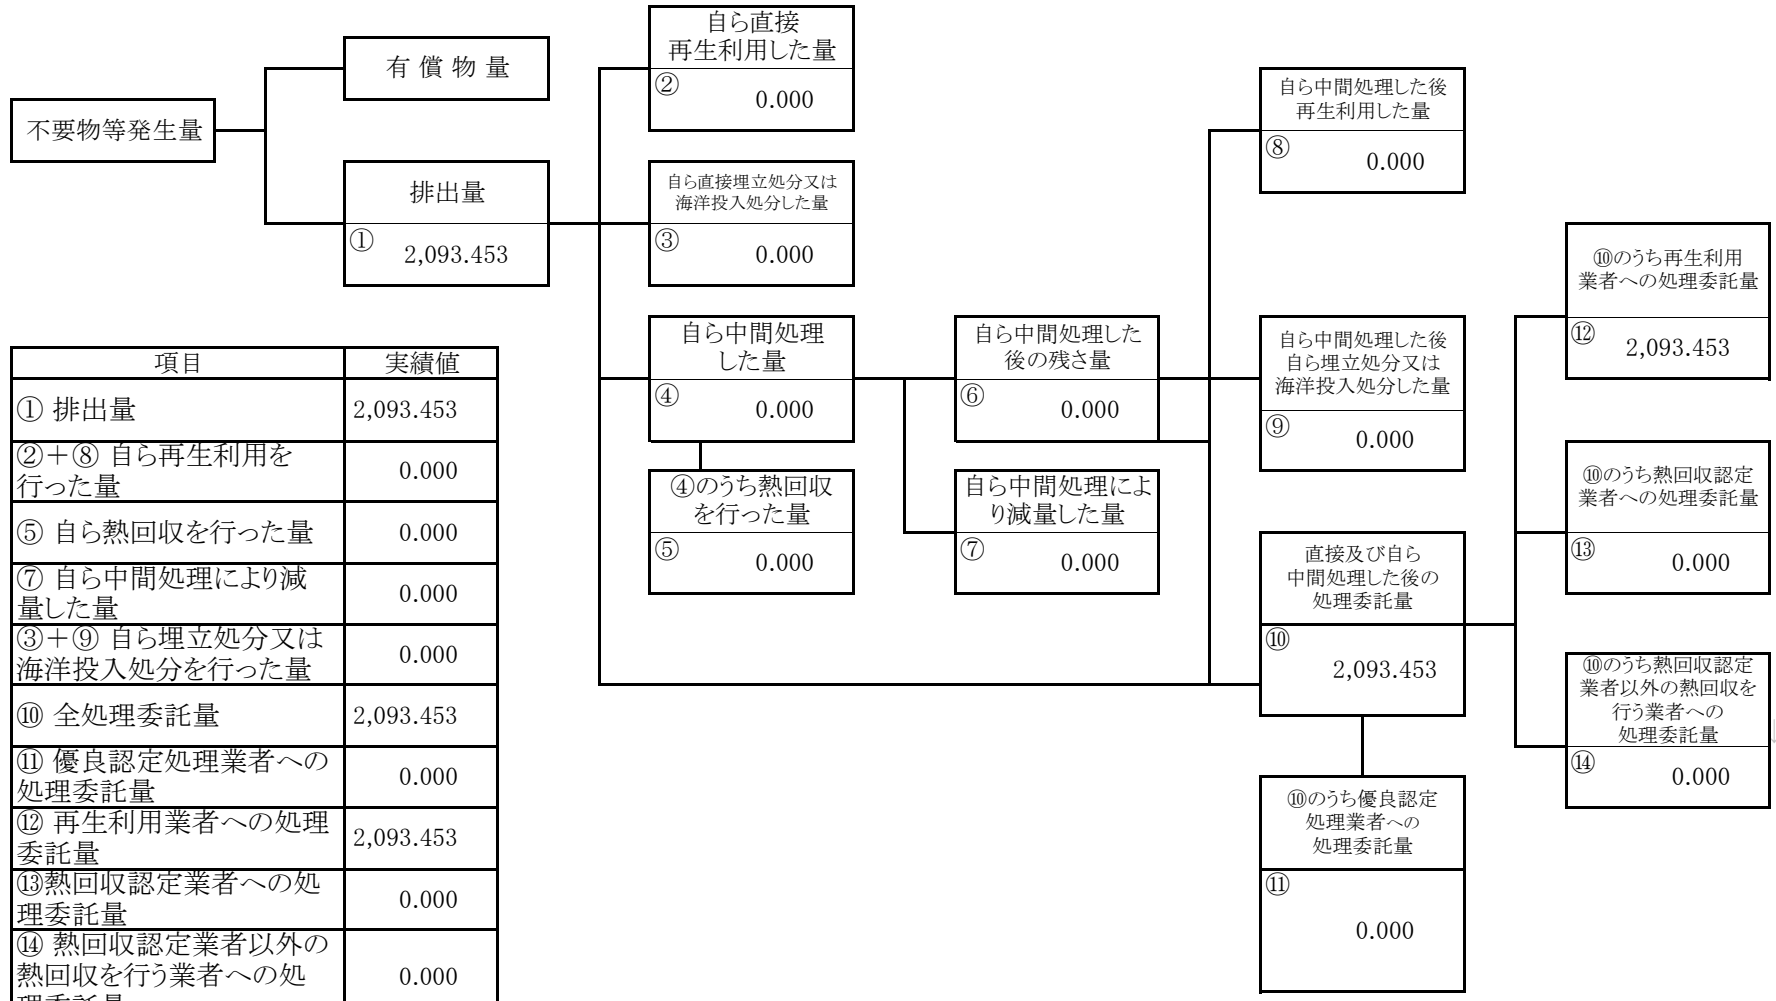 不要物等発生量
有 償 物 量
排出量
①
2,093.453
自ら直接
再生利用した量
②
0.000
自ら直接埋立処分又は
海洋投入処分した量
③
0.000
自ら中間処理
した量
④
0.000
④のうち熱回収
を行った量
⑤
0.000
自ら中間処理した
後の残さ量
⑥
0.000
自ら中間処理によ
り減量した量
⑦
0.000
自ら中間処理した後
再生利用した量
⑧
0.000
自ら中間処理した後
自ら埋立処分又は
海洋投入処分した量
⑨
0.000
直接及び自ら
中間処理した後の
処理委託量
⑩
2,093.453
⑩のうち優良認定
処理業者への
処理委託量
⑪
0.000
⑩のうち再生利用
業者への処理委託量
⑫
2,093.453
⑩のうち熱回収認定
業者への処理委託量
⑬
0.000
⑩のうち熱回収認定
業者以外の熱回収を
行う業者への
処理委託量
⑭
0.000
項目 実績値
① 排出量 2,093.453
②＋⑧ 自ら再生利用を
行った量 0.000
⑤ 自ら熱回収を行った量 0.000
⑦ 自ら中間処理により減
量した量 0.000
③＋⑨ 自ら埋立処分又は
海洋投入処分を行った量 0.000
⑩ 全処理委託量 2,093.453
⑪ 優良認定処理業者への
処理委託量 0.000
⑫ 再生利用業者への処理
委託量 2,093.453
⑬熱回収認定業者への処
理委託量 0.000
⑭ 熱回収認定業者以外の
熱回収を行う業者への処 0.000
理委託量